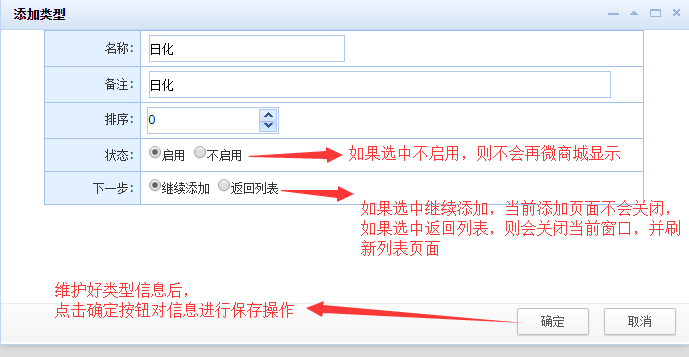 添加类型
名称: 日化
备注: 日化
排序: 0
状态: 启用 不启用
如果选中不启用，则不会再微商城显示
下一步: 继续添加 返回列表
如果选中继续添加，当前添加页面不会关闭，
如果选中返回列表，则会关闭当前窗口，并刷
新列表页面
维护好类型信息后，
点击确定按钮对信息进行保存操作
确定 取消